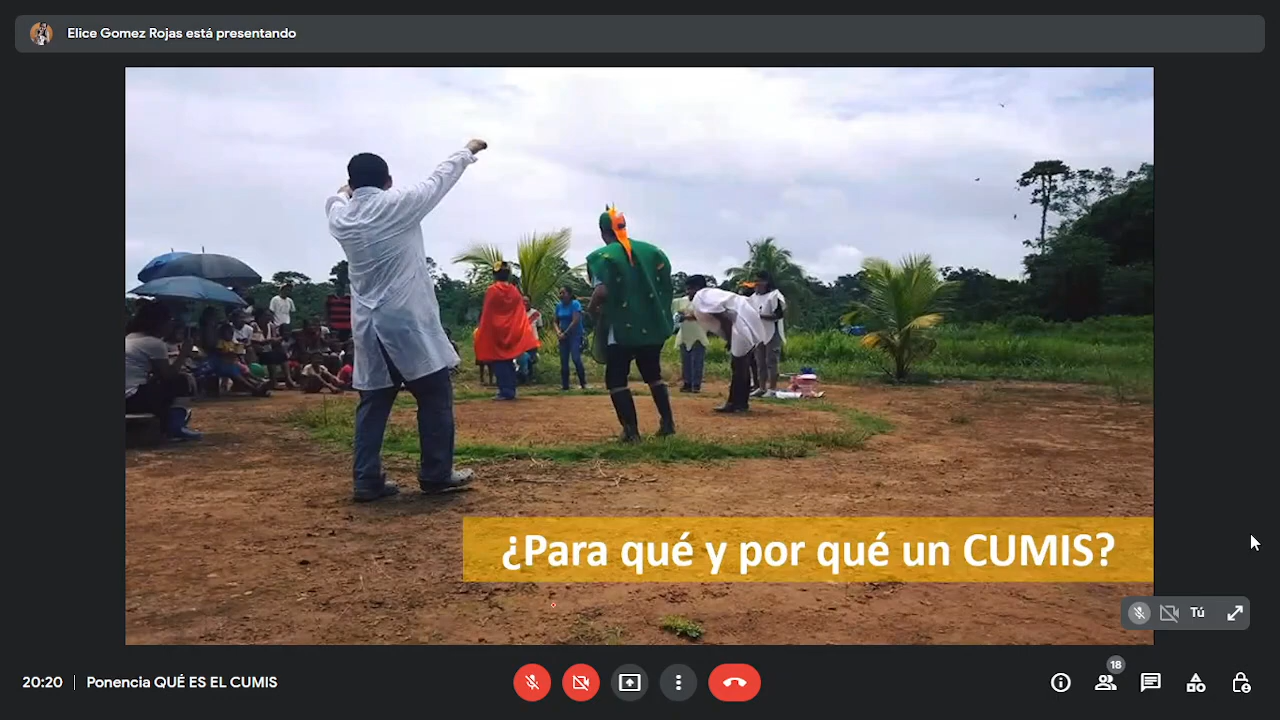 Elice Gomez Rojas está presentando
¿Para qué y por qué un CUMIS?
Tú
20:20 | Ponencia QUÉ ES EL CUMIS
18